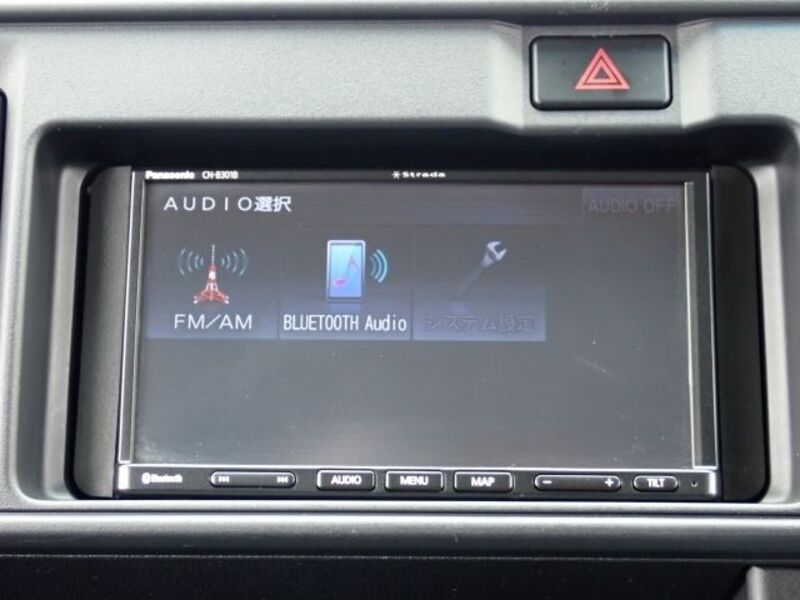 Panasonic CN-B301B
Strada
AUDIO選択
AUDIO OFF
FM/AM
BLUETOOTH Audio
システム設定
Bluetooth
AUDIO
MENU
MAP
− +
TILT